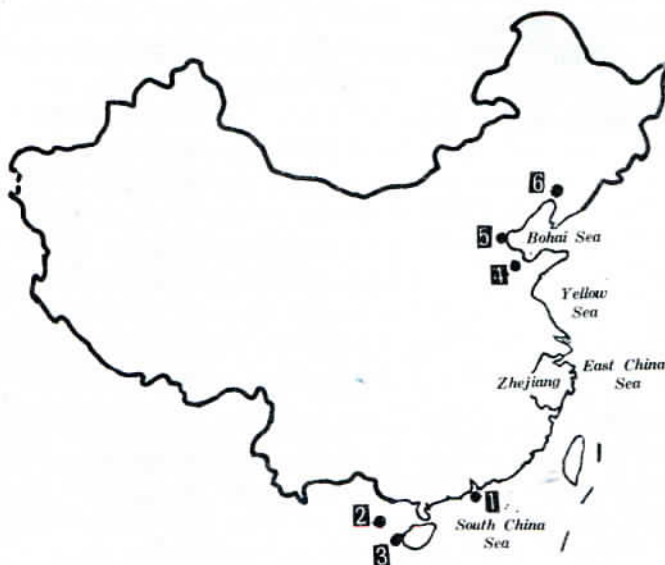 6
5
Bohai Sea
4
Yellow
Sea
Zhejiang
East China
Sea
1
2
South China
Sea
3